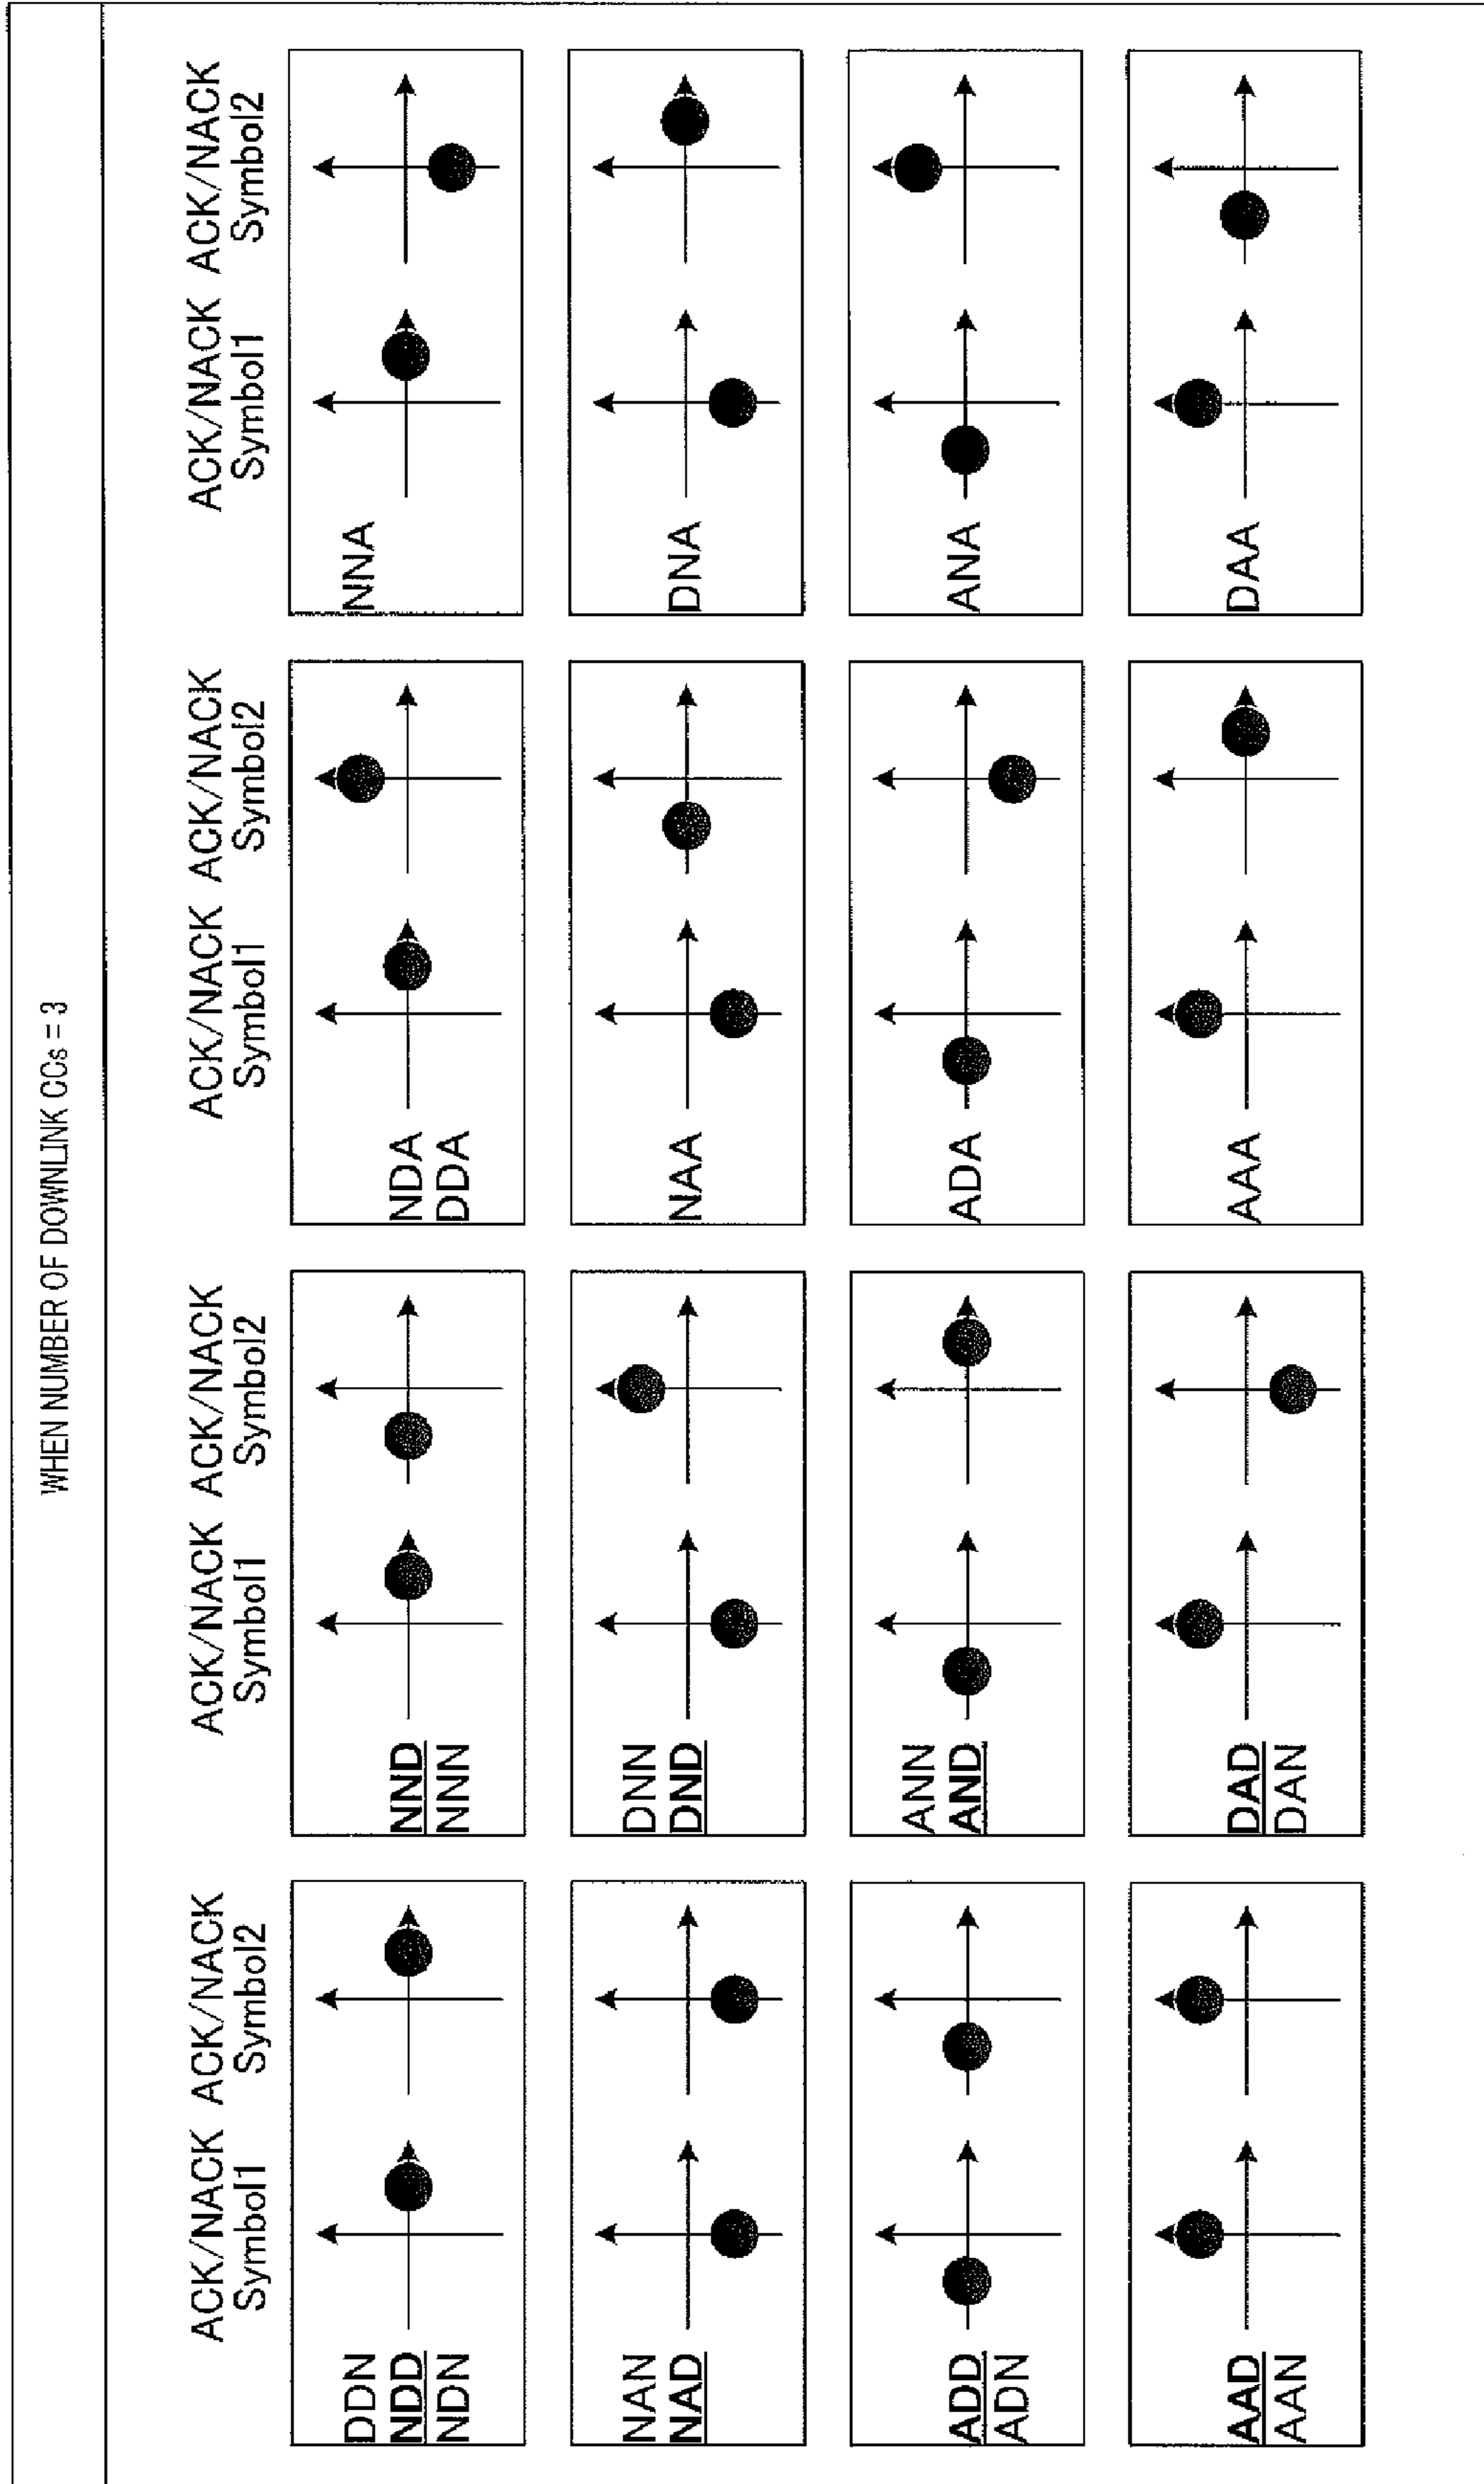 WHEN NUMBER OF DOWNLINK CCs = 3
ACK/NACK ACK/NACK
Symbol1 Symbol2
DDN
NDD
NDN
NAN
NAD
ADD
ADN
AAD
AAN
ACK/NACK ACK/NACK
Symbol1 Symbol2
NND
NNN
DNN
DND
ANN
AND
DAD
DAN
ACK/NACK ACK/NACK
Symbol1 Symbol2
NDA
DDA
NAA
ADA
AAA
ACK/NACK ACK/NACK
Symbol1 Symbol2
NNA
DNA
ANA
DAA